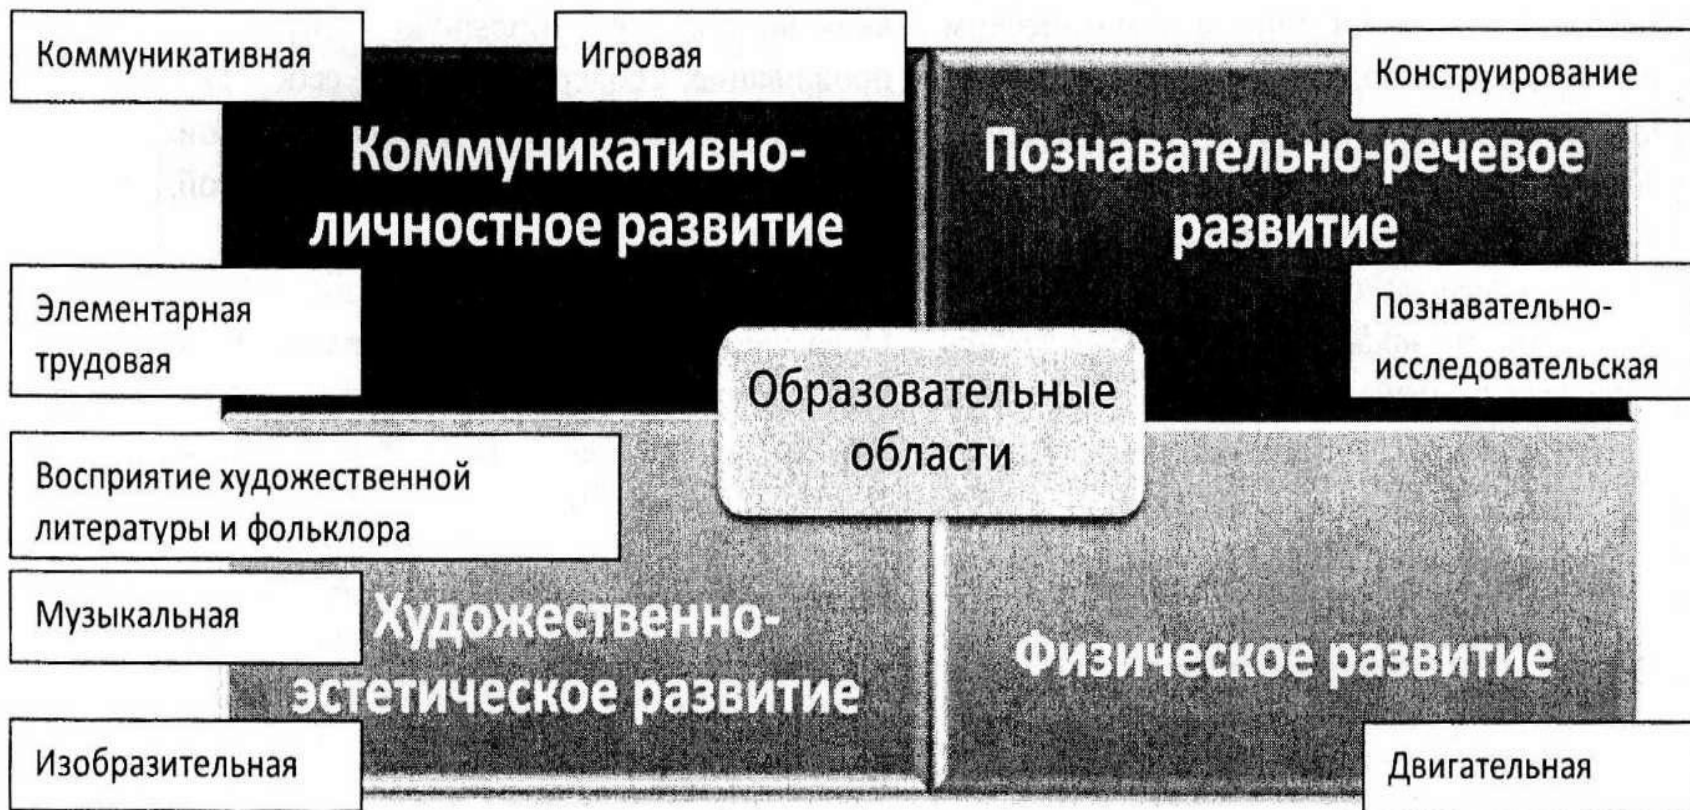 Коммуникативная
Игровая
Конструирование
Коммуникативно-
личностное развитие
Познавательно-речевое
развитие
Элементарная
трудовая
Познавательно-
исследовательская
Образовательные
области
Восприятие художественной
литературы и фольклора
Музыкальная
Художественно-
эстетическое развитие
Физическое развитие
Изобразительная
Двигательная